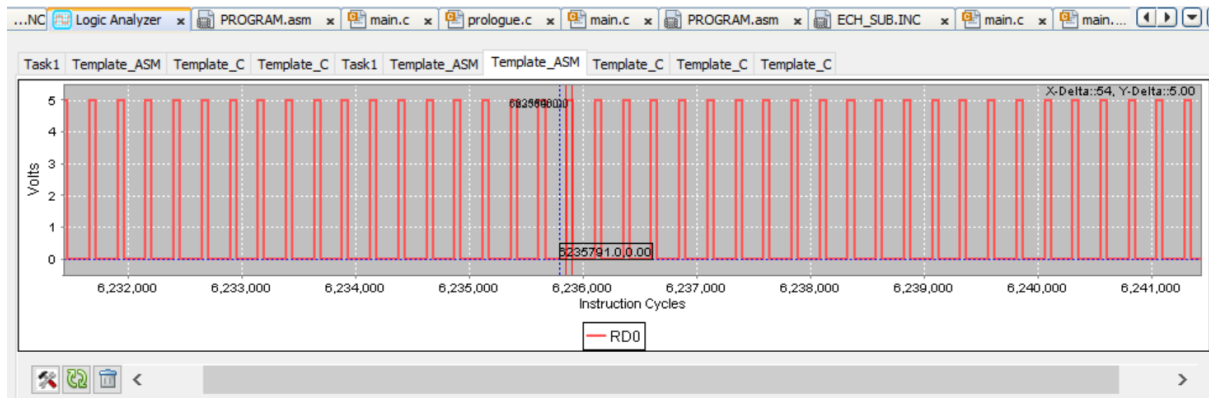 ...NC Logic Analyzer x PROGRAM.asm x main.c x prologue.c x main.c x PROGRAM.asm x ECH_SUB.INC x main.c x main....
Task1 Template_ASM Template_C Template_C Task1 Template_ASM Template_ASM Template_C Template_C Template_C
X-Delta::54, Y-Delta::5.00
5
4
3
2
1
0
Volts
6235791.0,0.00
6,232,000 6,233,000 6,234,000 6,235,000 6,236,000 6,237,000 6,238,000 6,239,000 6,240,000 6,241,000
Instruction Cycles
RD0